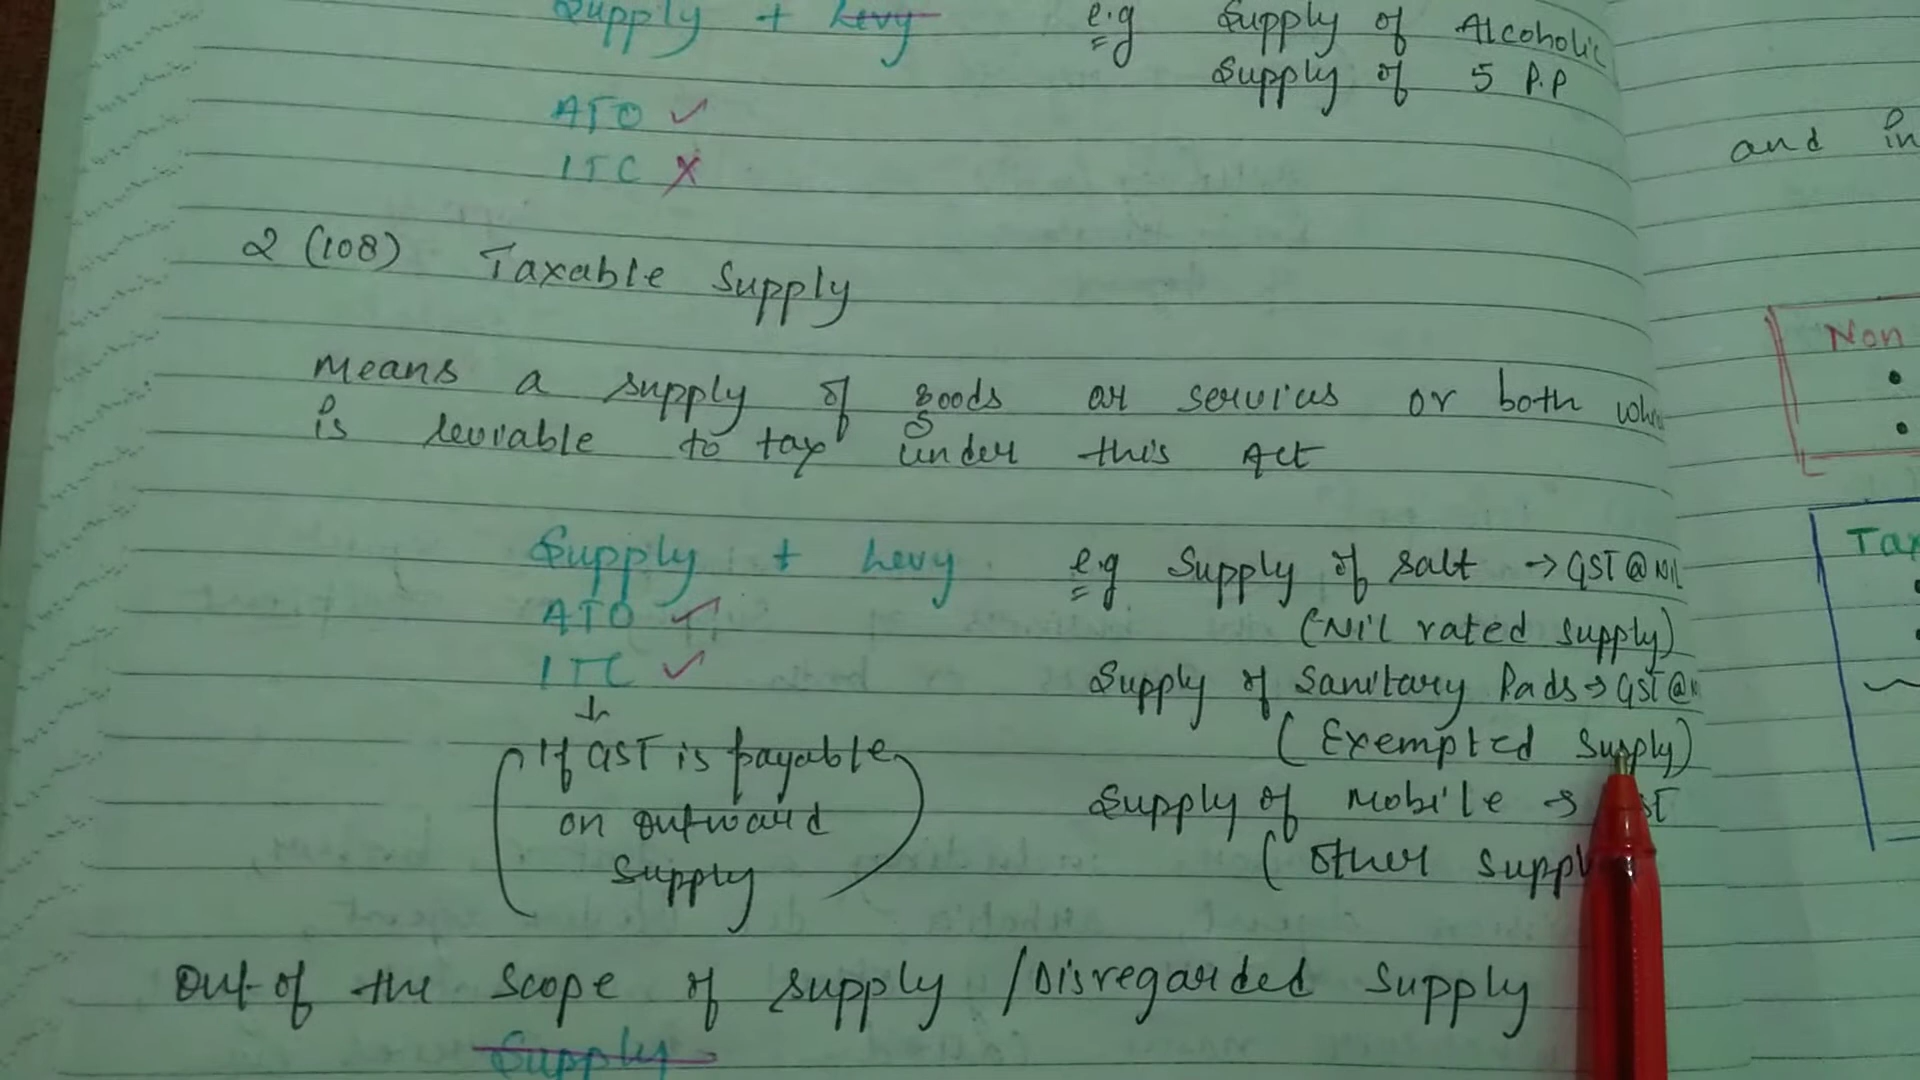 Supply + Levy e.g Supply of Alcoholic
Supply of 5 P.P
ATO ✓
ITC ✗
2 (108) Taxable Supply
means a supply of goods or services or both
is leviable to tax under this Act
Supply + Levy e.g Supply of salt → GST @ Nil
ATO ✓ (Nil rated supply)
ITC ✓ Supply of Sanitary Pads → GST @
(Exempted Supply)
If GST is payable
on outward
Supply
Supply of Mobile →
(Other
Out of the scope of supply / Disregarded Supply
Supply
and in
Non